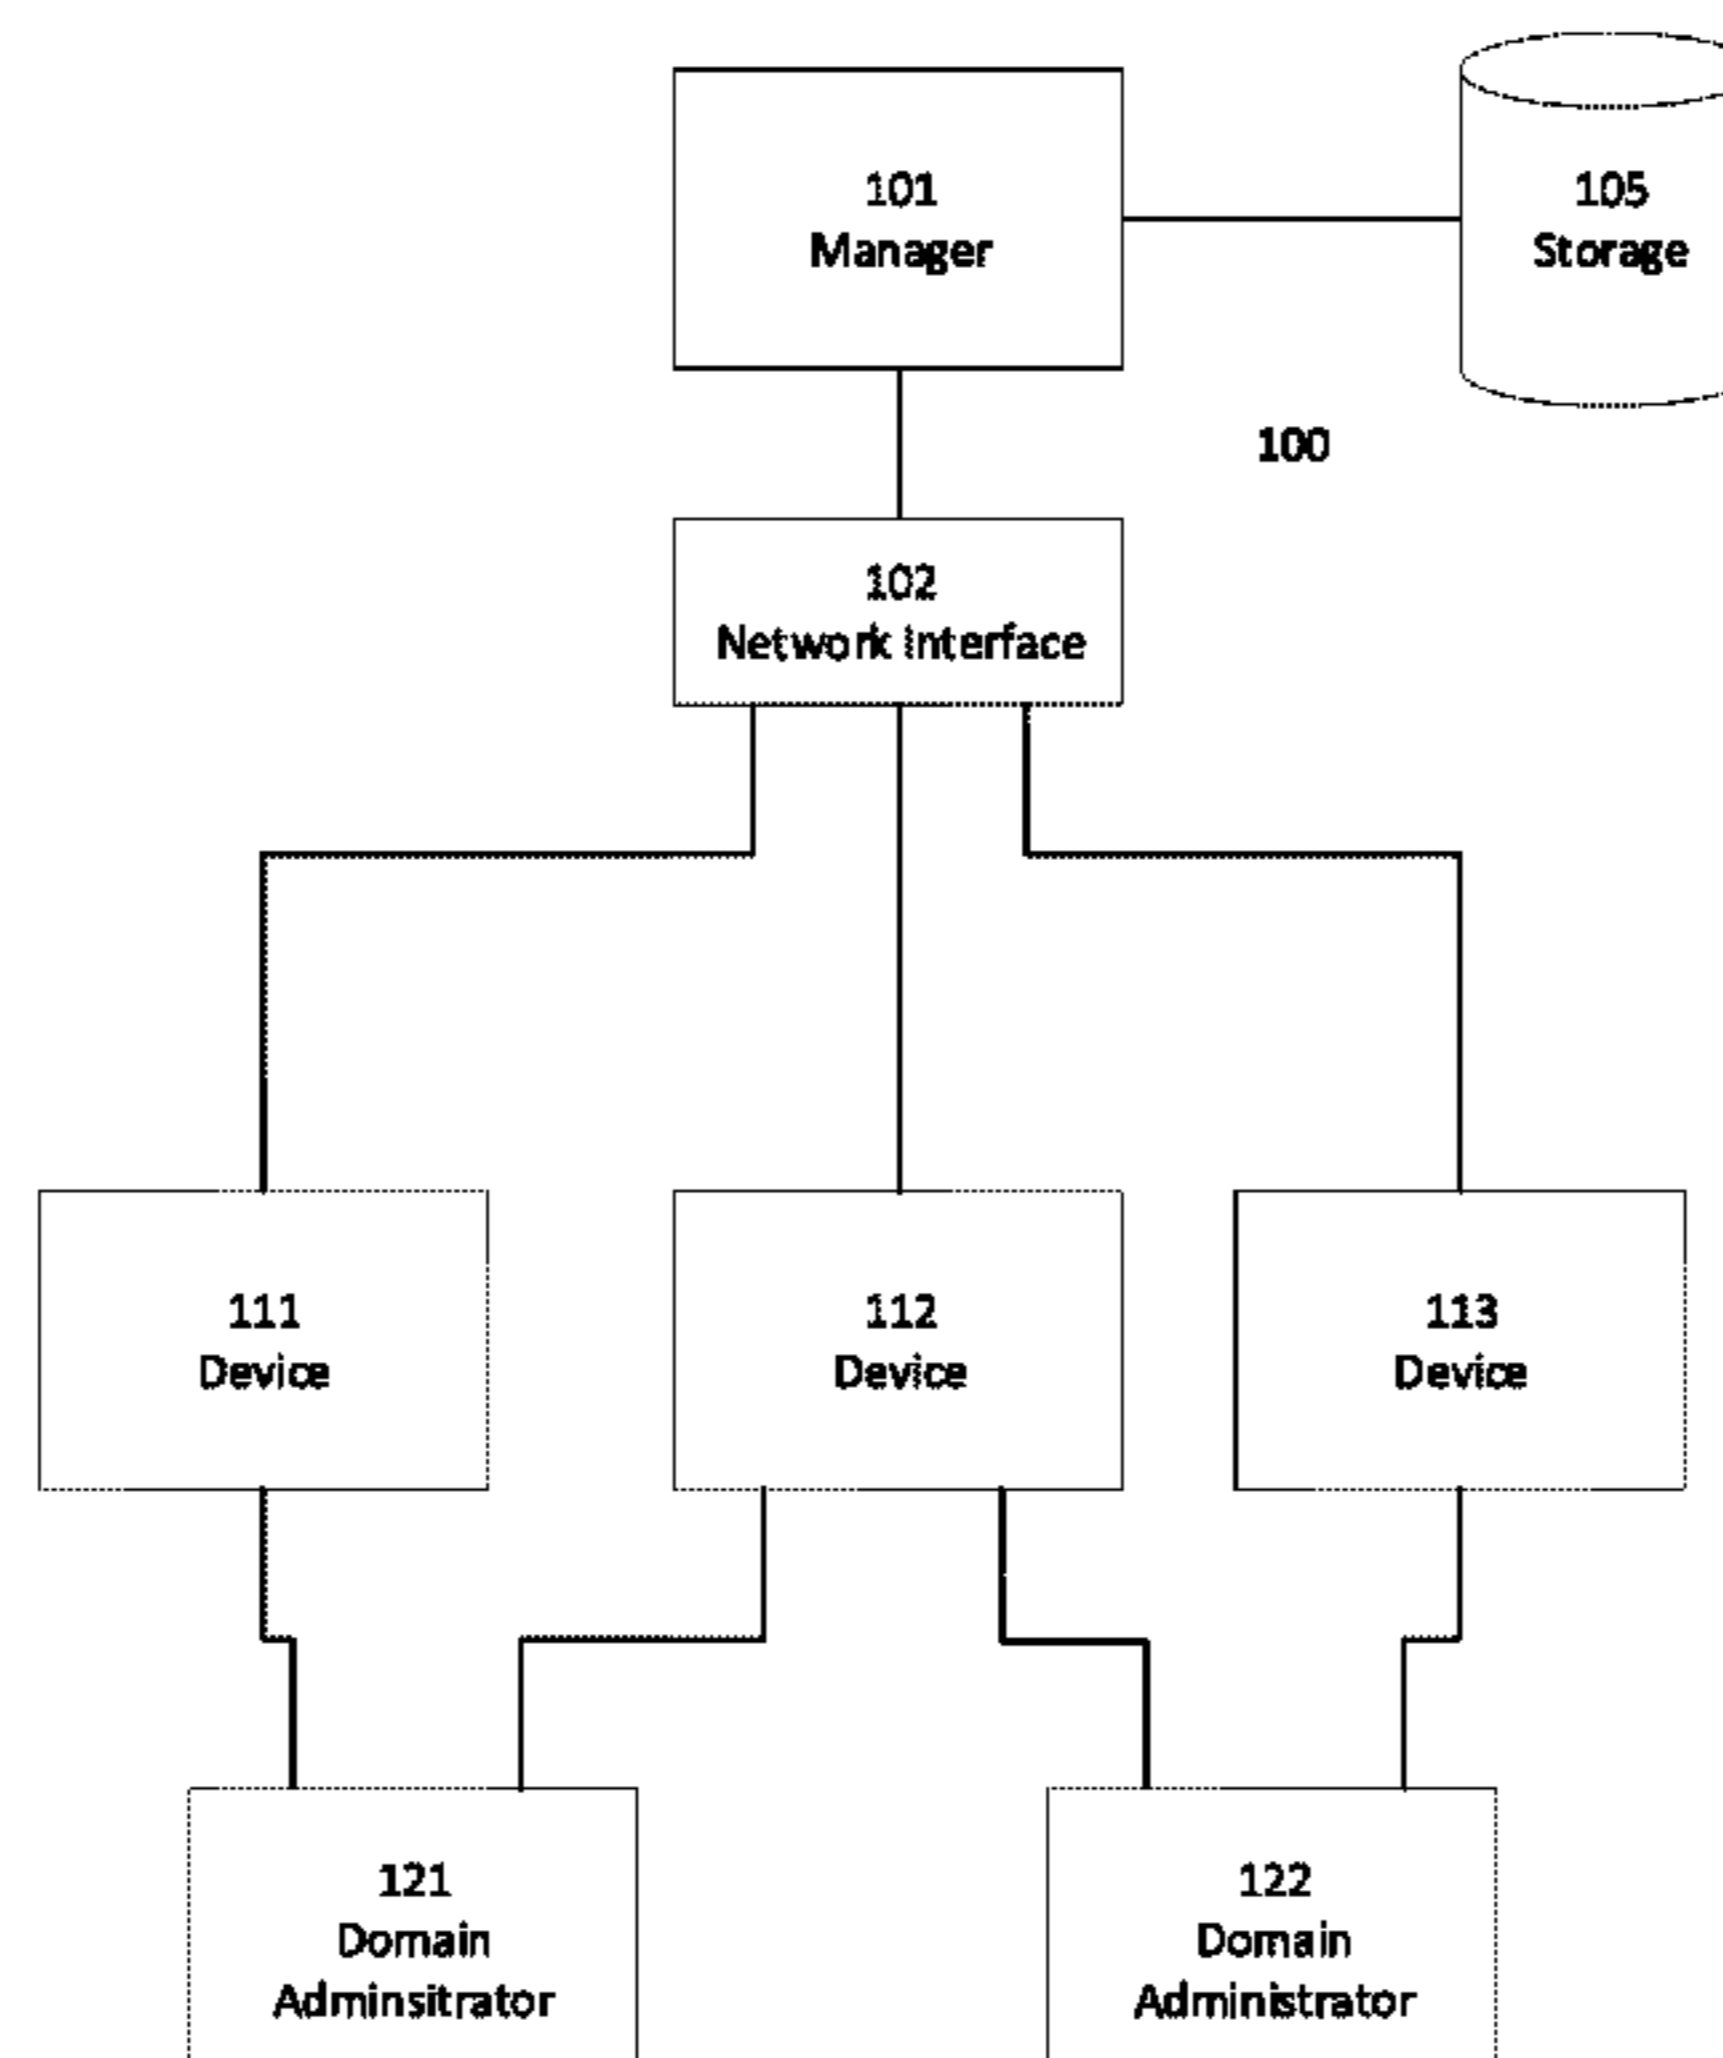 101
Manager
105
Storage
100
102
Network Interface
111
Device
112
Device
113
Device
121
Domain
Adminsitrator
122
Domain
Administrator